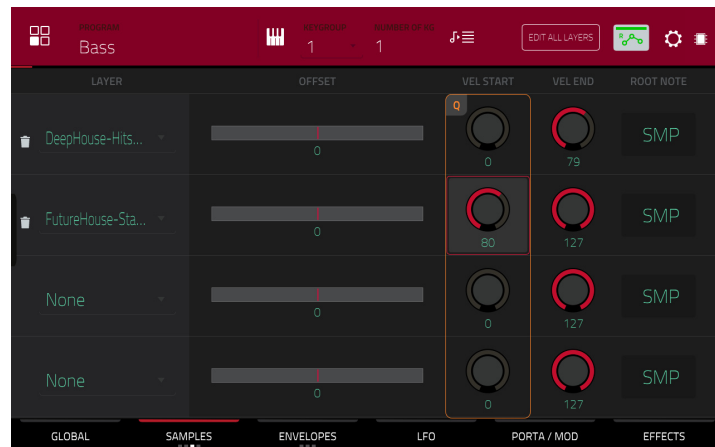 PROGRAM
Bass
KEYGROUP
1
NUMBER OF KG
1
EDIT ALL LAYERS
LAYER OFFSET VEL START VEL END ROOT NOTE
Q
DeepHouse-Hits... 0 0 79 SMP
FutureHouse-Sta... 0 80 127 SMP
None 0 0 127 SMP
None 0 0 127 SMP
GLOBAL SAMPLES ENVELOPES LFO PORTA / MOD EFFECTS